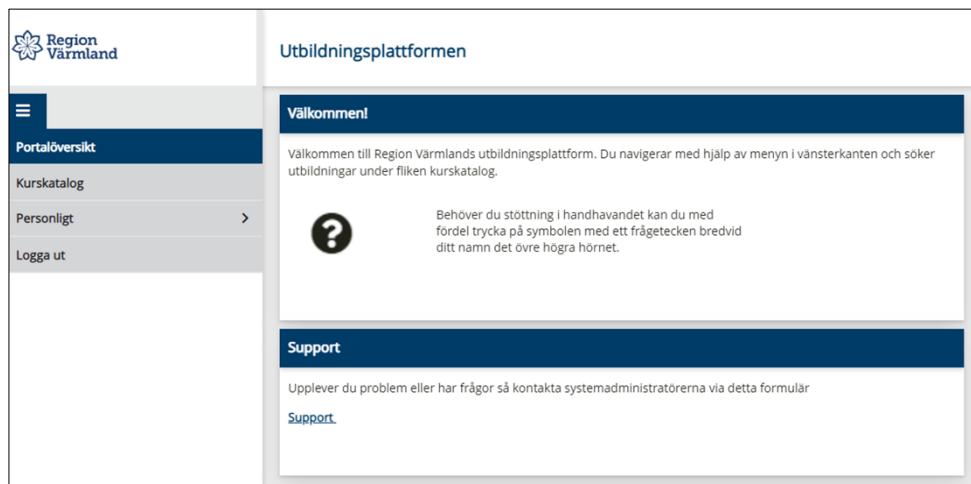 Region
Värmland
Utbildningsplattformen
Portalöversikt
Kurskatalog
Personligt
Logga ut
Välkommen!
Välkommen till Region Värmlands utbildningsplattform. Du navigerar med hjälp av menyn i vänsterkanten och söker
utbildningar under fliken kurskatalog.
Behöver du stöttning i handhavandet kan du med
fördel trycka på symbolen med ett frågetecken bredvid
ditt namn det övre högra hörnet.
Support
Upplever du problem eller har frågor så kontakta systemadministratörerna via detta formulär
Support